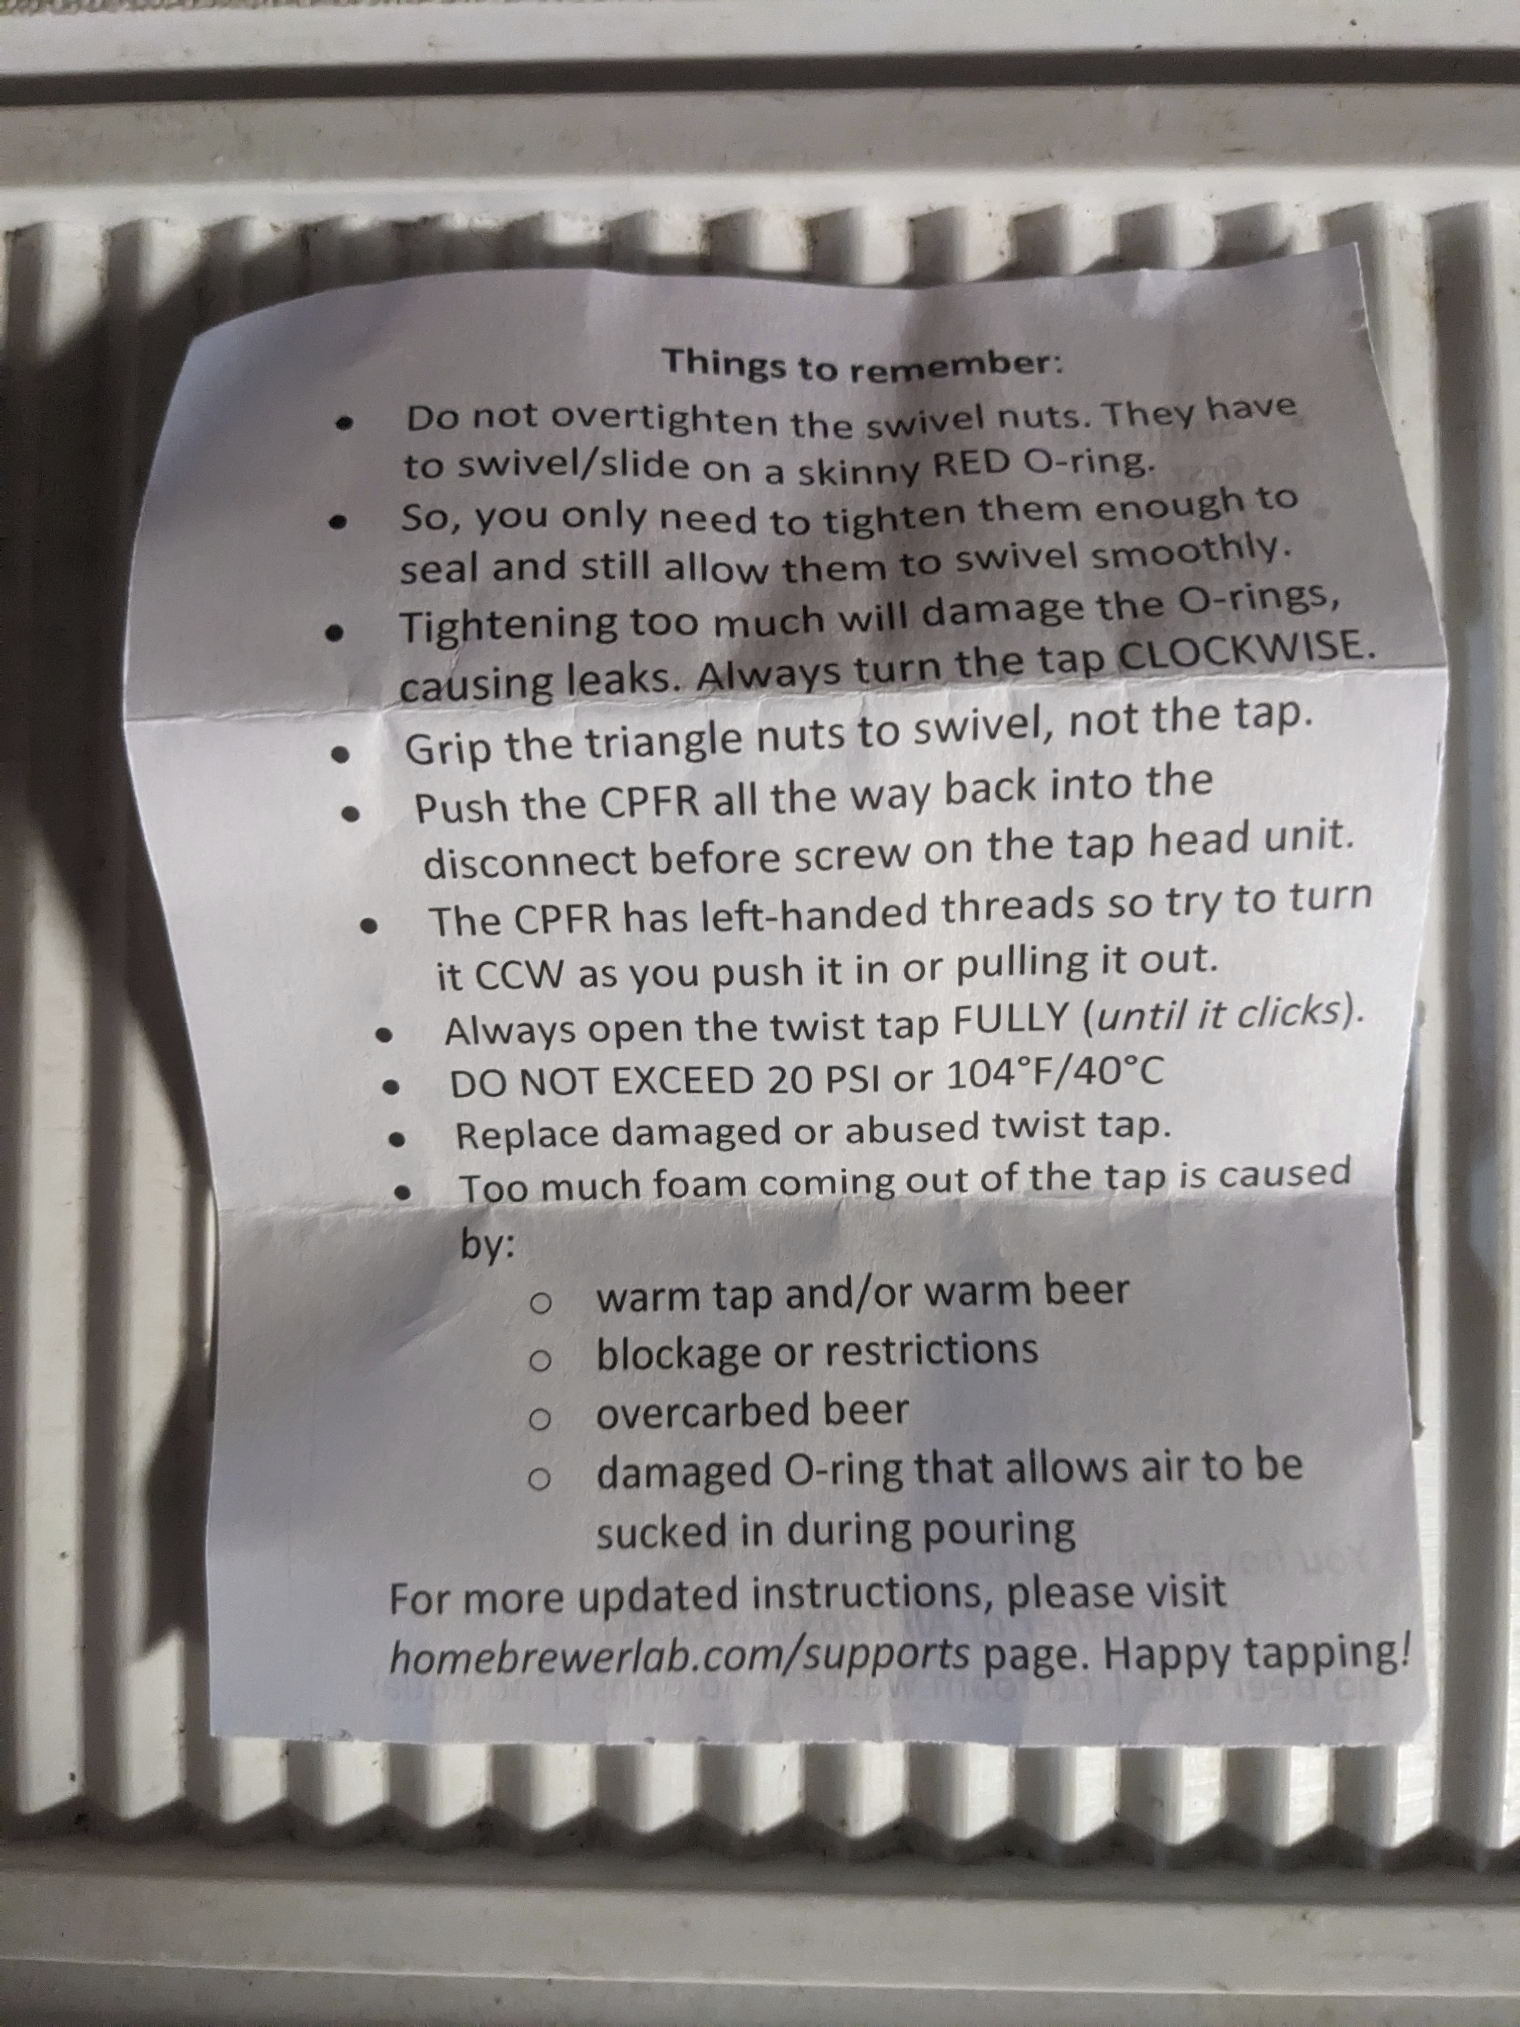 Things to remember:
• Do not overtighten the swivel nuts. They have
to swivel/slide on a skinny RED O-ring.
• So, you only need to tighten them enough to
seal and still allow them to swivel smoothly.
• Tightening too much will damage the O-rings,
causing leaks. Always turn the tap CLOCKWISE.
• Grip the triangle nuts to swivel, not the tap.
• Push the CPFR all the way back into the
disconnect before screw on the tap head unit.
• The CPFR has left-handed threads so try to turn
it CCW as you push it in or pulling it out.
• Always open the twist tap FULLY (until it clicks).
• DO NOT EXCEED 20 PSI or 104°F/40°C
• Replace damaged or abused twist tap.
• Too much foam coming out of the tap is caused
by:
○ warm tap and/or warm beer
○ blockage or restrictions
○ overcarbed beer
○ damaged O-ring that allows air to be
sucked in during pouring
For more updated instructions, please visit
homebrewerlab.com/supports page. Happy tapping!